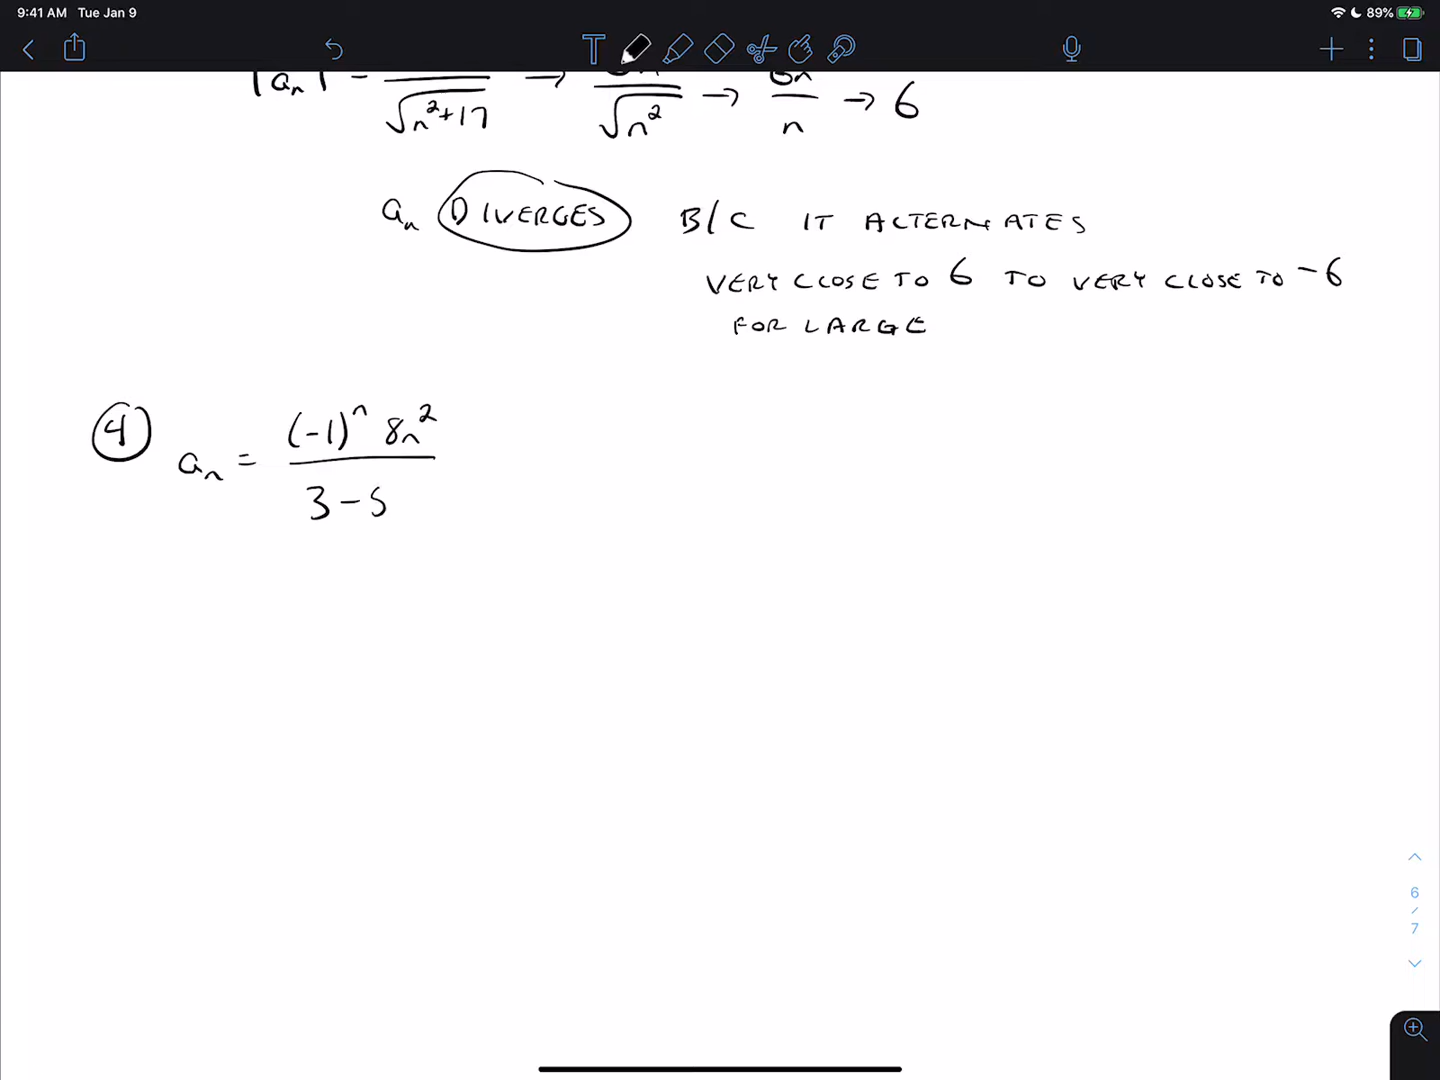 9:41 AM Tue Jan 9
89%
|aₙ| = → → → 6
√n²+17 √n² n
aₙ DIVERGES B/C IT ALTERNATES
VERY CLOSE TO 6 TO VERY CLOSE TO -6
FOR LARGE
4 aₙ = (-1)ⁿ 8n²
3-5
6
/
7